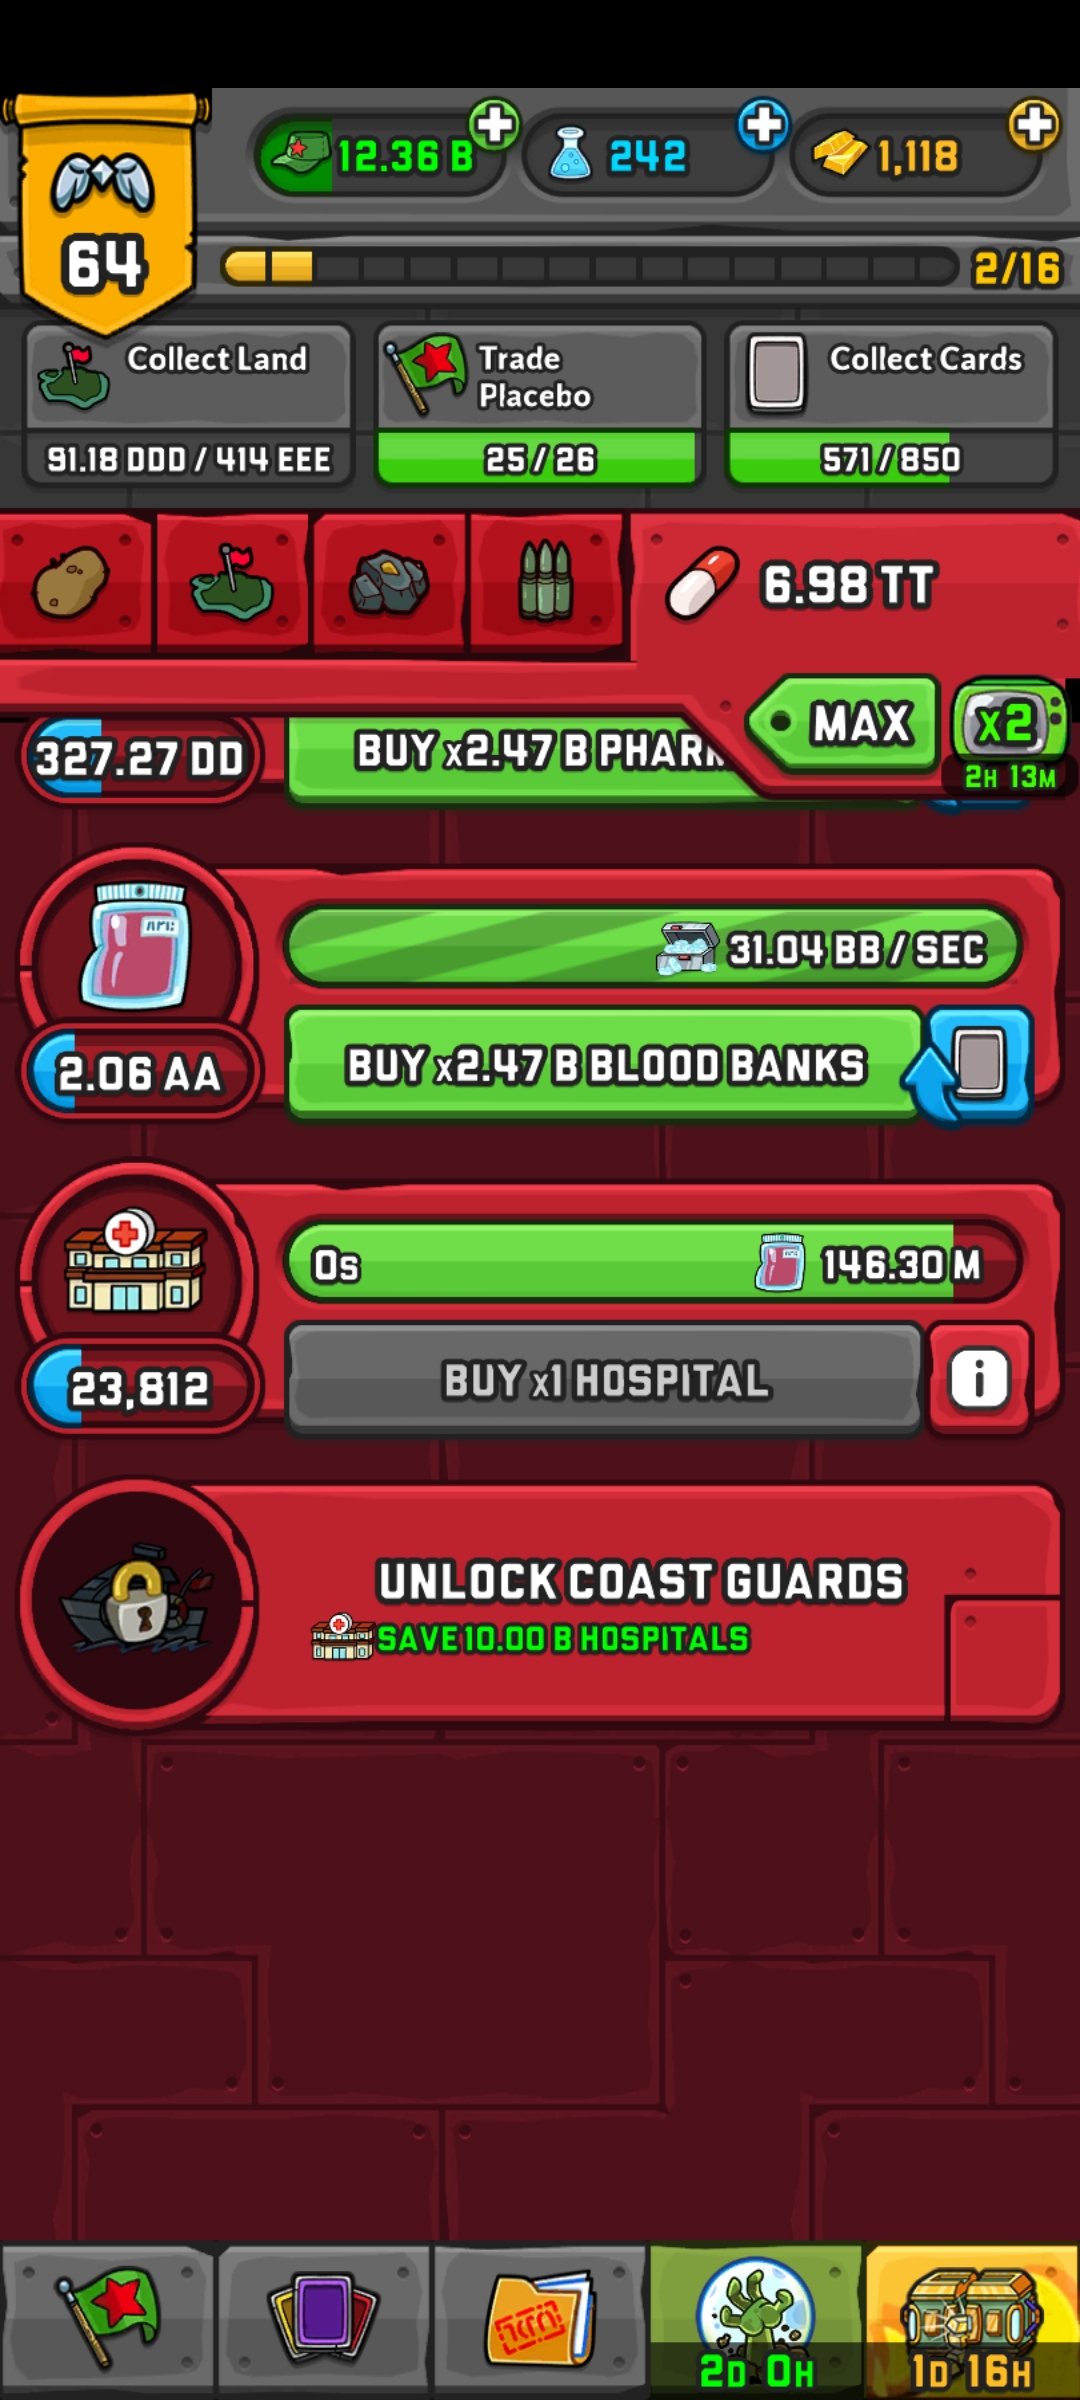 12.36 B
242
1,118
64
2/16
Collect Land
91.18 DDD / 414 EEE
Trade
Placebo
25 / 26
Collect Cards
571 / 850
6.98 TT
MAX
x2
2H 13M
327.27 DD
BUY x2.47 B PHAR
31.04 BB / SEC
2.06 AA
BUY x2.47 B BLOOD BANKS
0s
146.30 M
23,812
BUY x1 HOSPITAL
i
UNLOCK COAST GUARDS
SAVE 10.00 B HOSPITALS
2D 0H
1D 16H